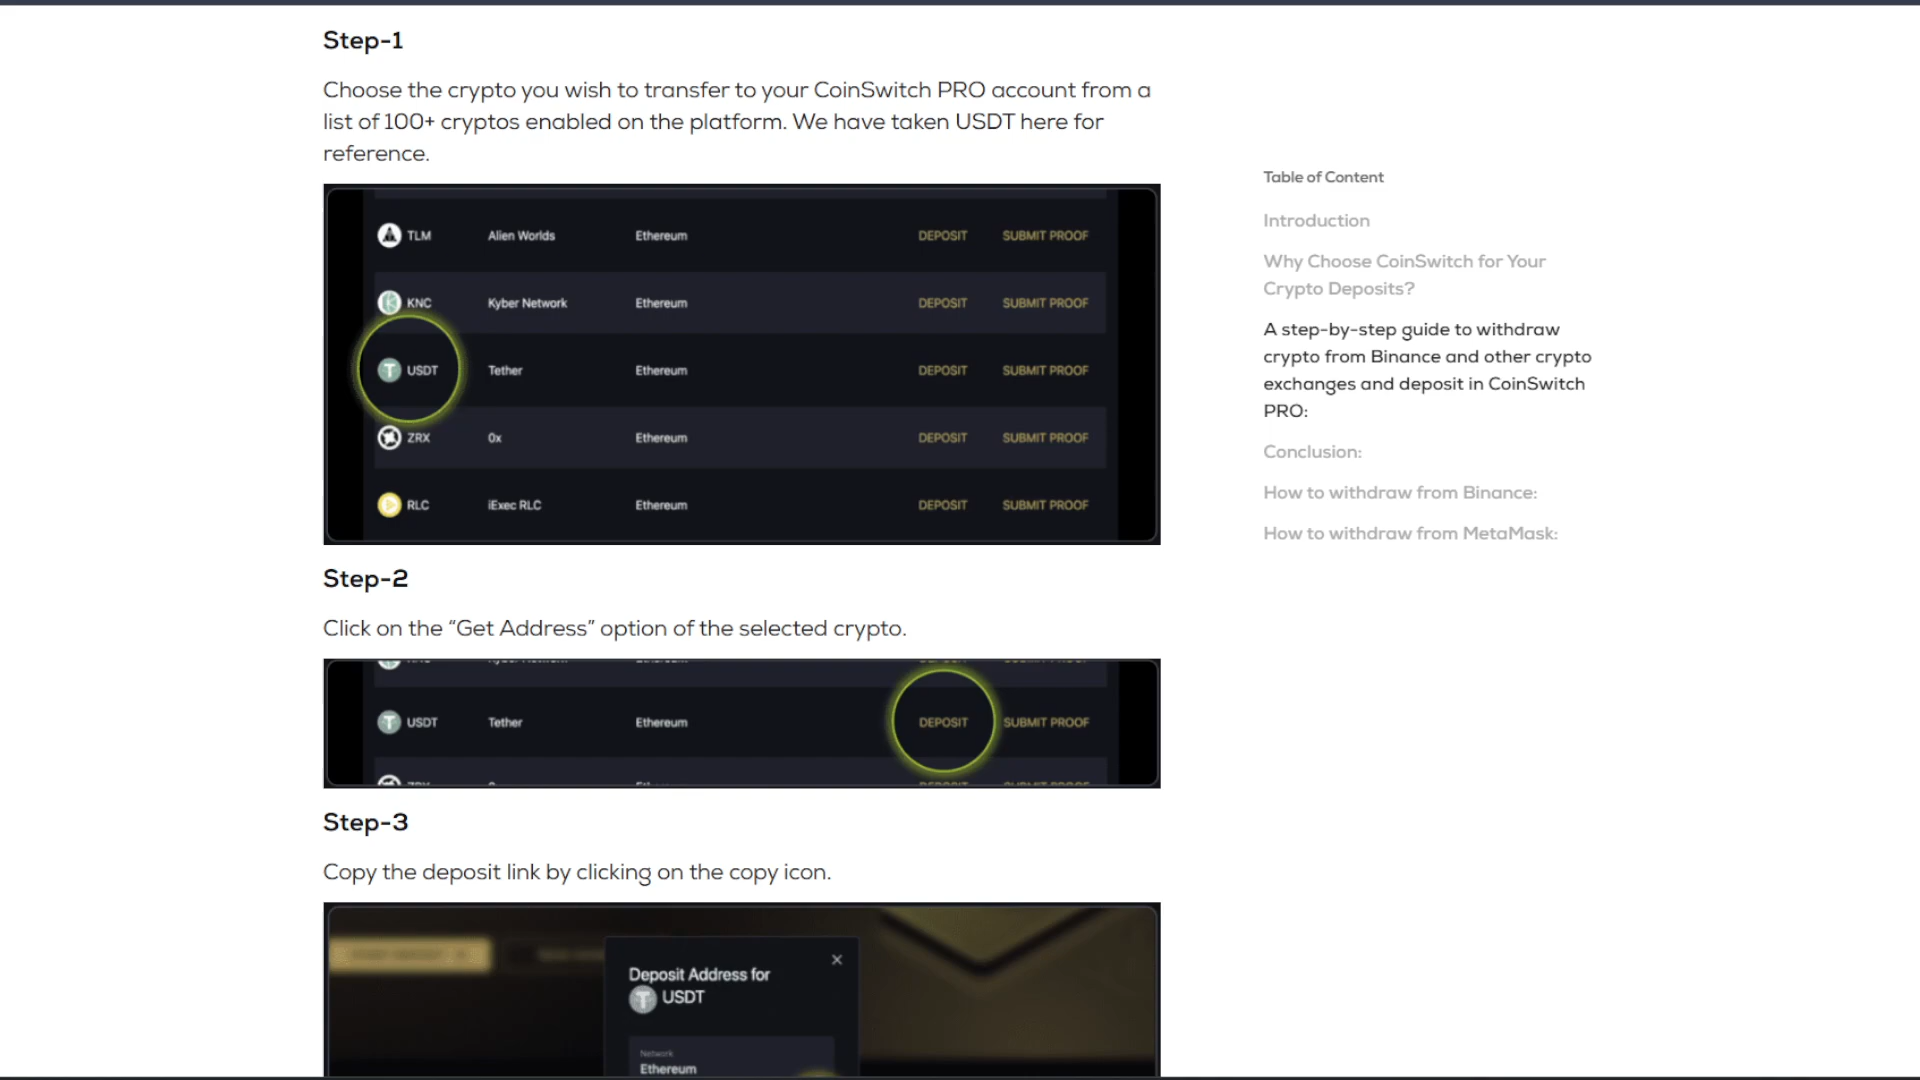 Step-1
Choose the crypto you wish to transfer to your CoinSwitch PRO account from a
list of 100+ cryptos enabled on the platform. We have taken USDT here for
reference.
TLM Alien Worlds Ethereum DEPOSIT SUBMIT PROOF
KNC Kyber Network Ethereum DEPOSIT SUBMIT PROOF
USDT Tether Ethereum DEPOSIT SUBMIT PROOF
ZRX 0x Ethereum DEPOSIT SUBMIT PROOF
RLC iExec RLC Ethereum DEPOSIT SUBMIT PROOF
Step-2
Click on the “Get Address” option of the selected crypto.
USDT Tether Ethereum DEPOSIT SUBMIT PROOF
Step-3
Copy the deposit link by clicking on the copy icon.
Deposit Address for
USDT
Network
Ethereum
Table of Content
Introduction
Why Choose CoinSwitch for Your
Crypto Deposits?
A step-by-step guide to withdraw
crypto from Binance and other crypto
exchanges and deposit in CoinSwitch
PRO:
Conclusion:
How to withdraw from Binance:
How to withdraw from MetaMask: